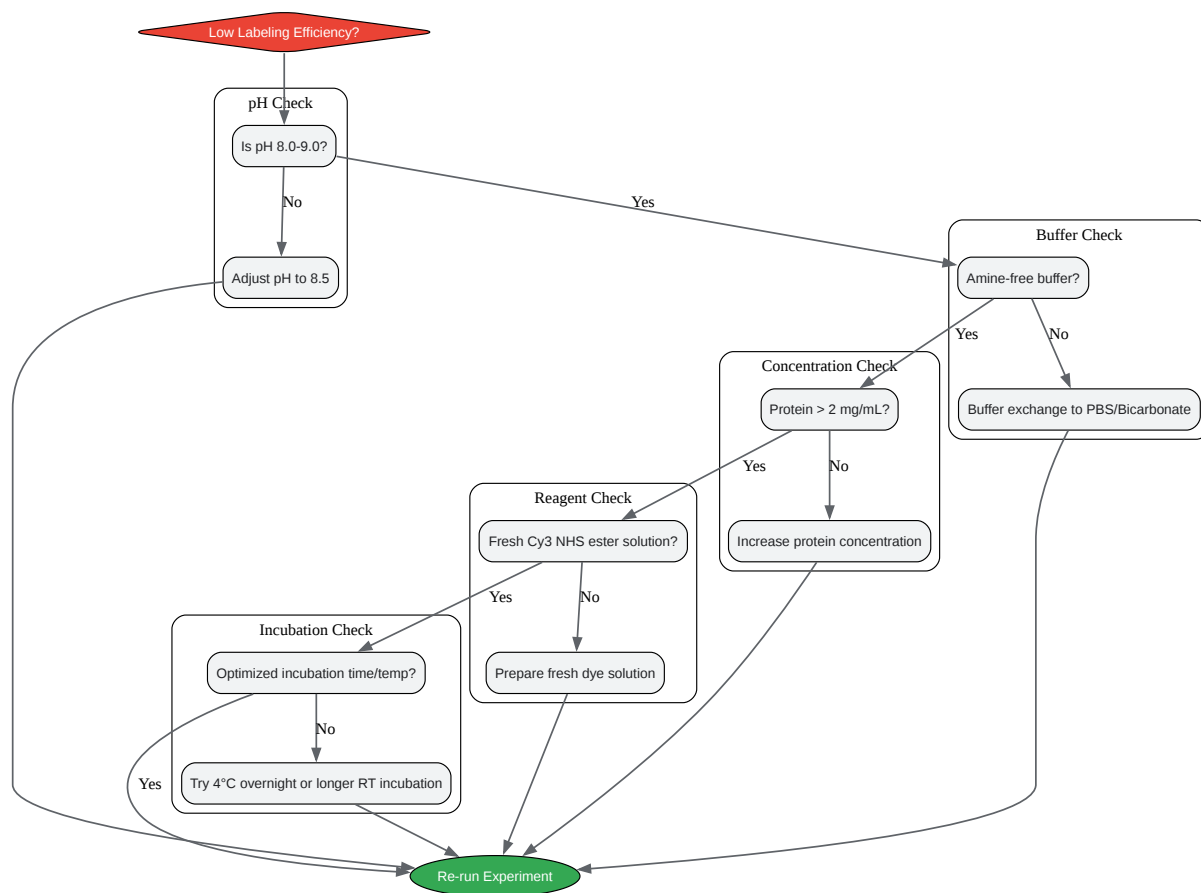 Low Labeling Efficiency?
pH Check
Is pH 8.0-9.0?
No
Yes
Adjust pH to 8.5
Buffer Check
Amine-free buffer?
Yes
No
Buffer exchange to PBS/Bicarbonate
Concentration Check
Protein > 2 mg/mL?
Yes
No
Increase protein concentration
Reagent Check
Fresh Cy3 NHS ester solution?
Yes
No
Prepare fresh dye solution
Incubation Check
Optimized incubation time/temp?
No
Yes
Try 4°C overnight or longer RT incubation
Re-run Experiment